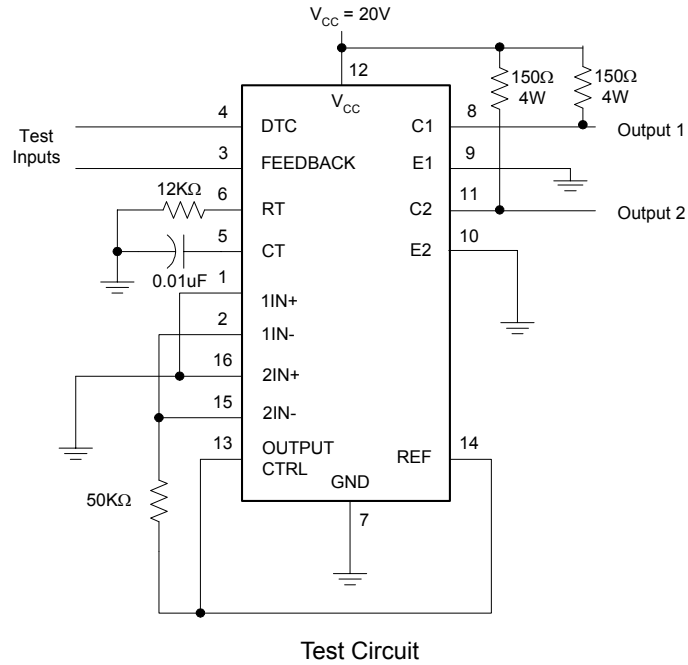 V_CC = 20V
12
V_CC
150Ω
4W
150Ω
4W
4
DTC
C1
8
Output 1
Test
Inputs
3
FEEDBACK
E1
9
12KΩ
6
RT
C2
11
Output 2
5
CT
E2
10
0.01uF
1
1IN+
2
1IN-
16
2IN+
15
2IN-
13
OUTPUT
CTRL
REF
14
GND
50KΩ
7
Test Circuit